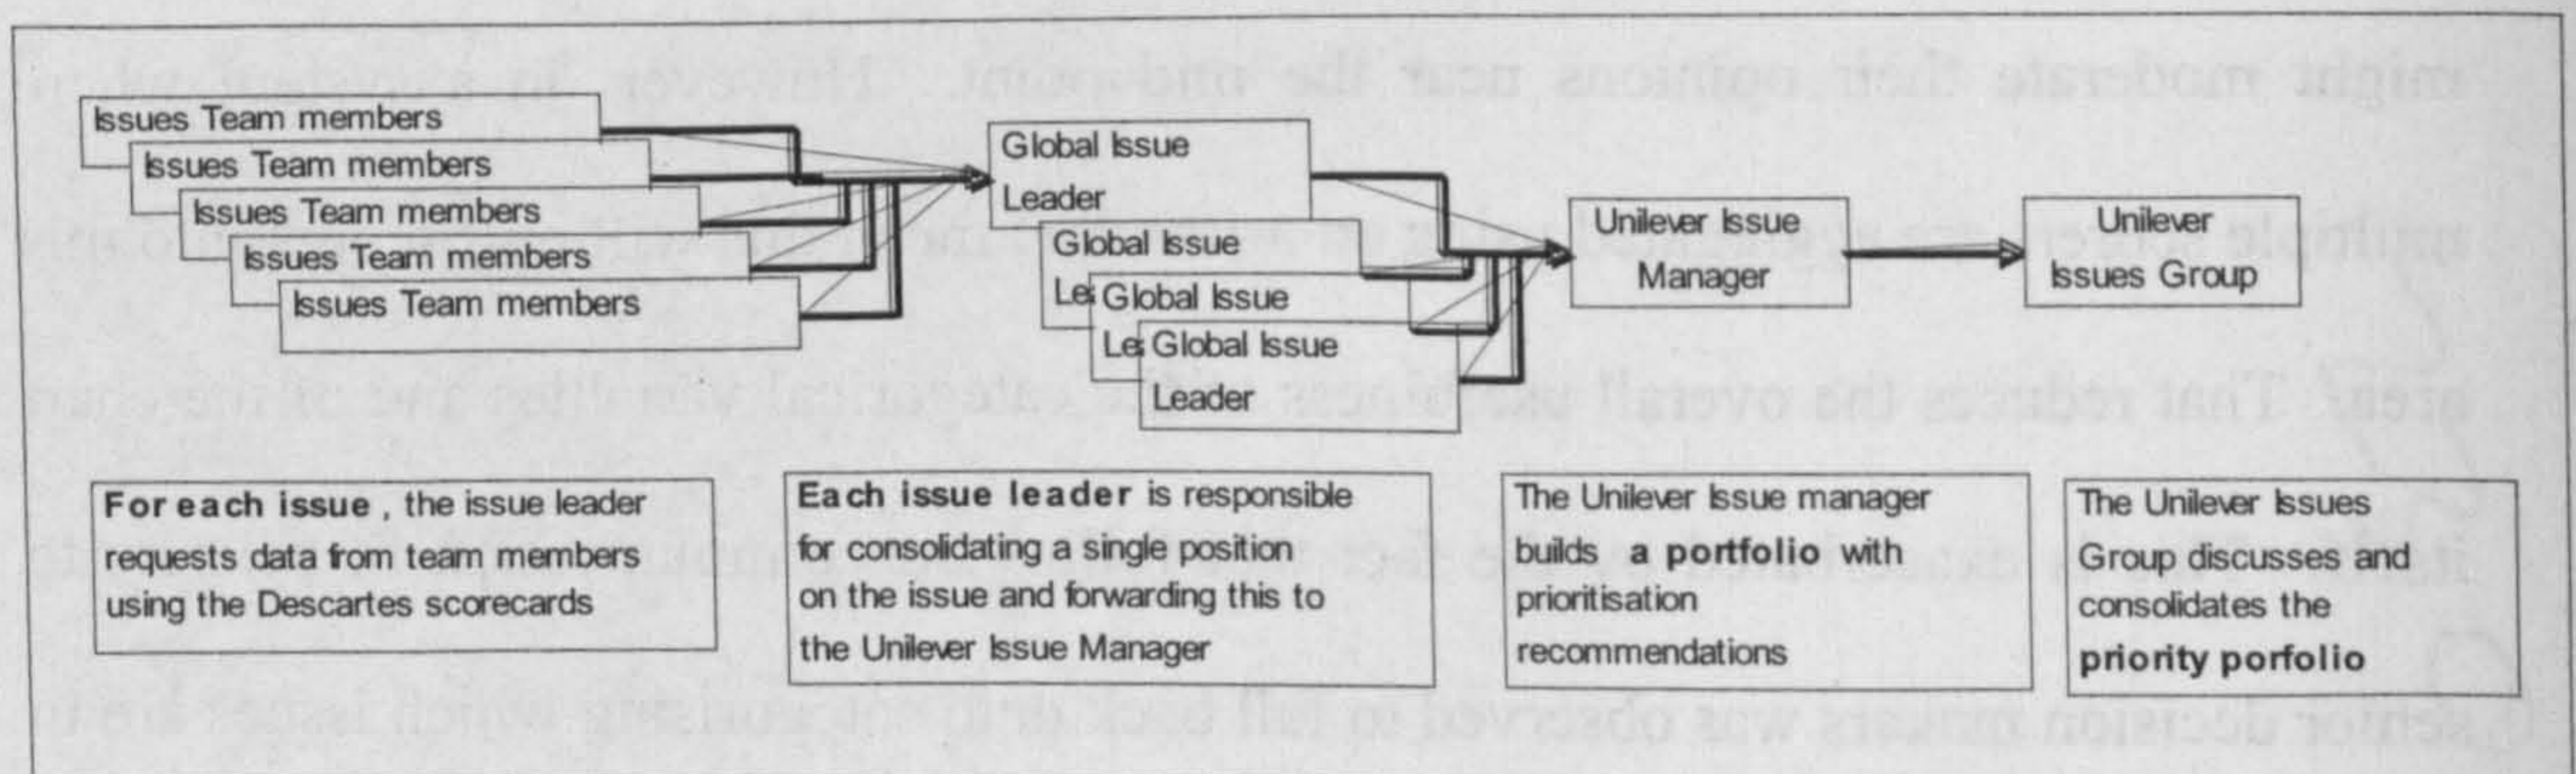 Issues Team members
Issues Team members
Issues Team members
Issues Team members
Issues Team members
Global Issue
Leader
Global Issue
Global Issue
Global Issue
Leader
Unilever Issue
Manager
Unilever
Issues Group
For each issue , the issue leader
requests data from team members
using the Descartes scorecards
Each issue leader is responsible
for consolidating a single position
on the issue and forwarding this to
the Unilever Issue Manager
The Unilever Issue manager
builds a portfolio with
prioritisation
recommendations
The Unilever Issues
Group discusses and
consolidates the
priority porfolio